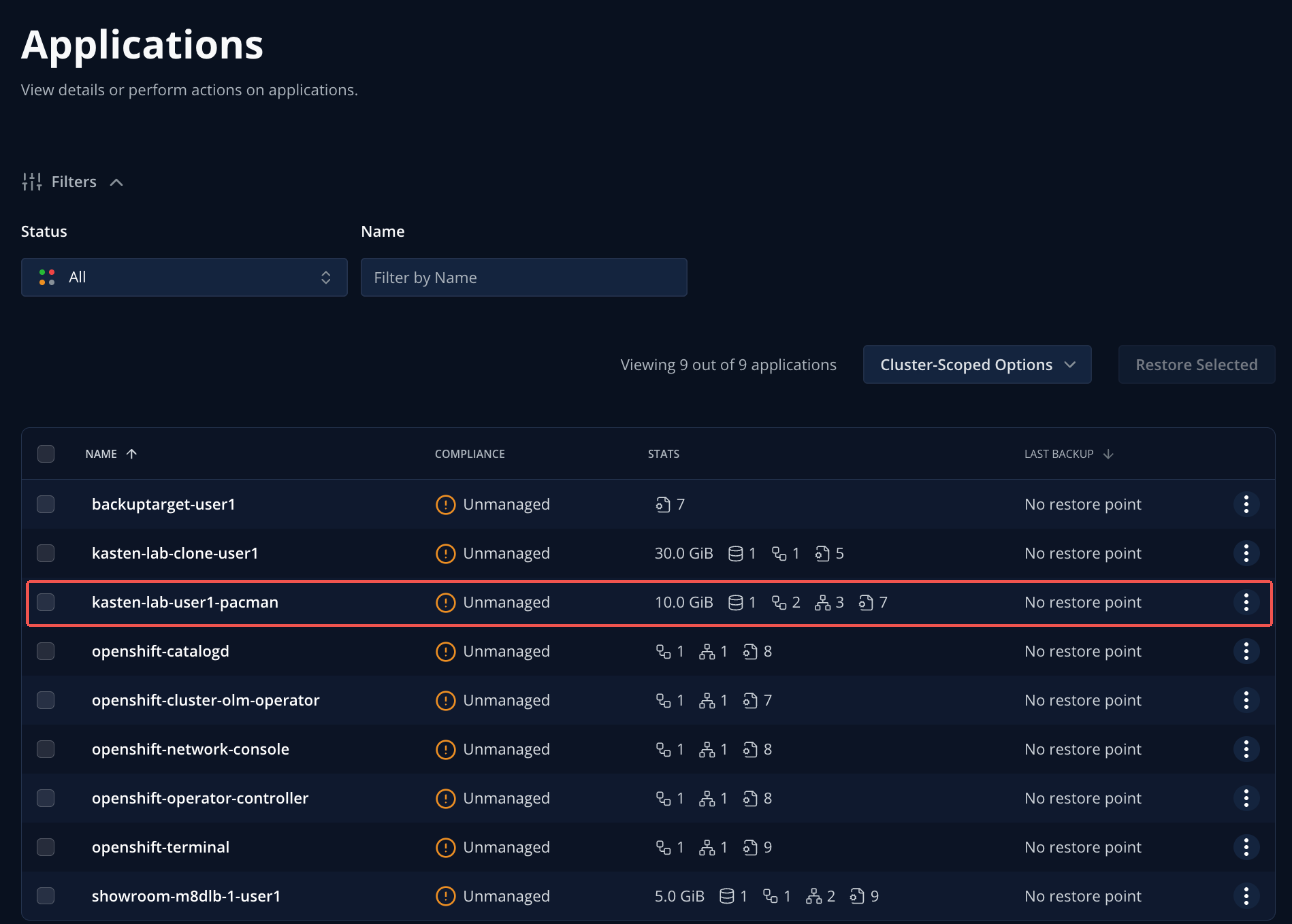 Applications
View details or perform actions on applications.
Filters
Status Name
All Filter by Name
Viewing 9 out of 9 applications Cluster-Scoped Options Restore Selected
NAME COMPLIANCE STATS LAST BACKUP
backuptarget-user1 Unmanaged 7 No restore point
kasten-lab-clone-user1 Unmanaged 30.0 GiB 1 1 5 No restore point
kasten-lab-user1-pacman Unmanaged 10.0 GiB 1 2 3 7 No restore point
openshift-catalogd Unmanaged 1 1 8 No restore point
openshift-cluster-olm-operator Unmanaged 1 1 7 No restore point
openshift-network-console Unmanaged 1 1 8 No restore point
openshift-operator-controller Unmanaged 1 1 8 No restore point
openshift-terminal Unmanaged 1 1 9 No restore point
showroom-m8dlb-1-user1 Unmanaged 5.0 GiB 1 1 2 9 No restore point